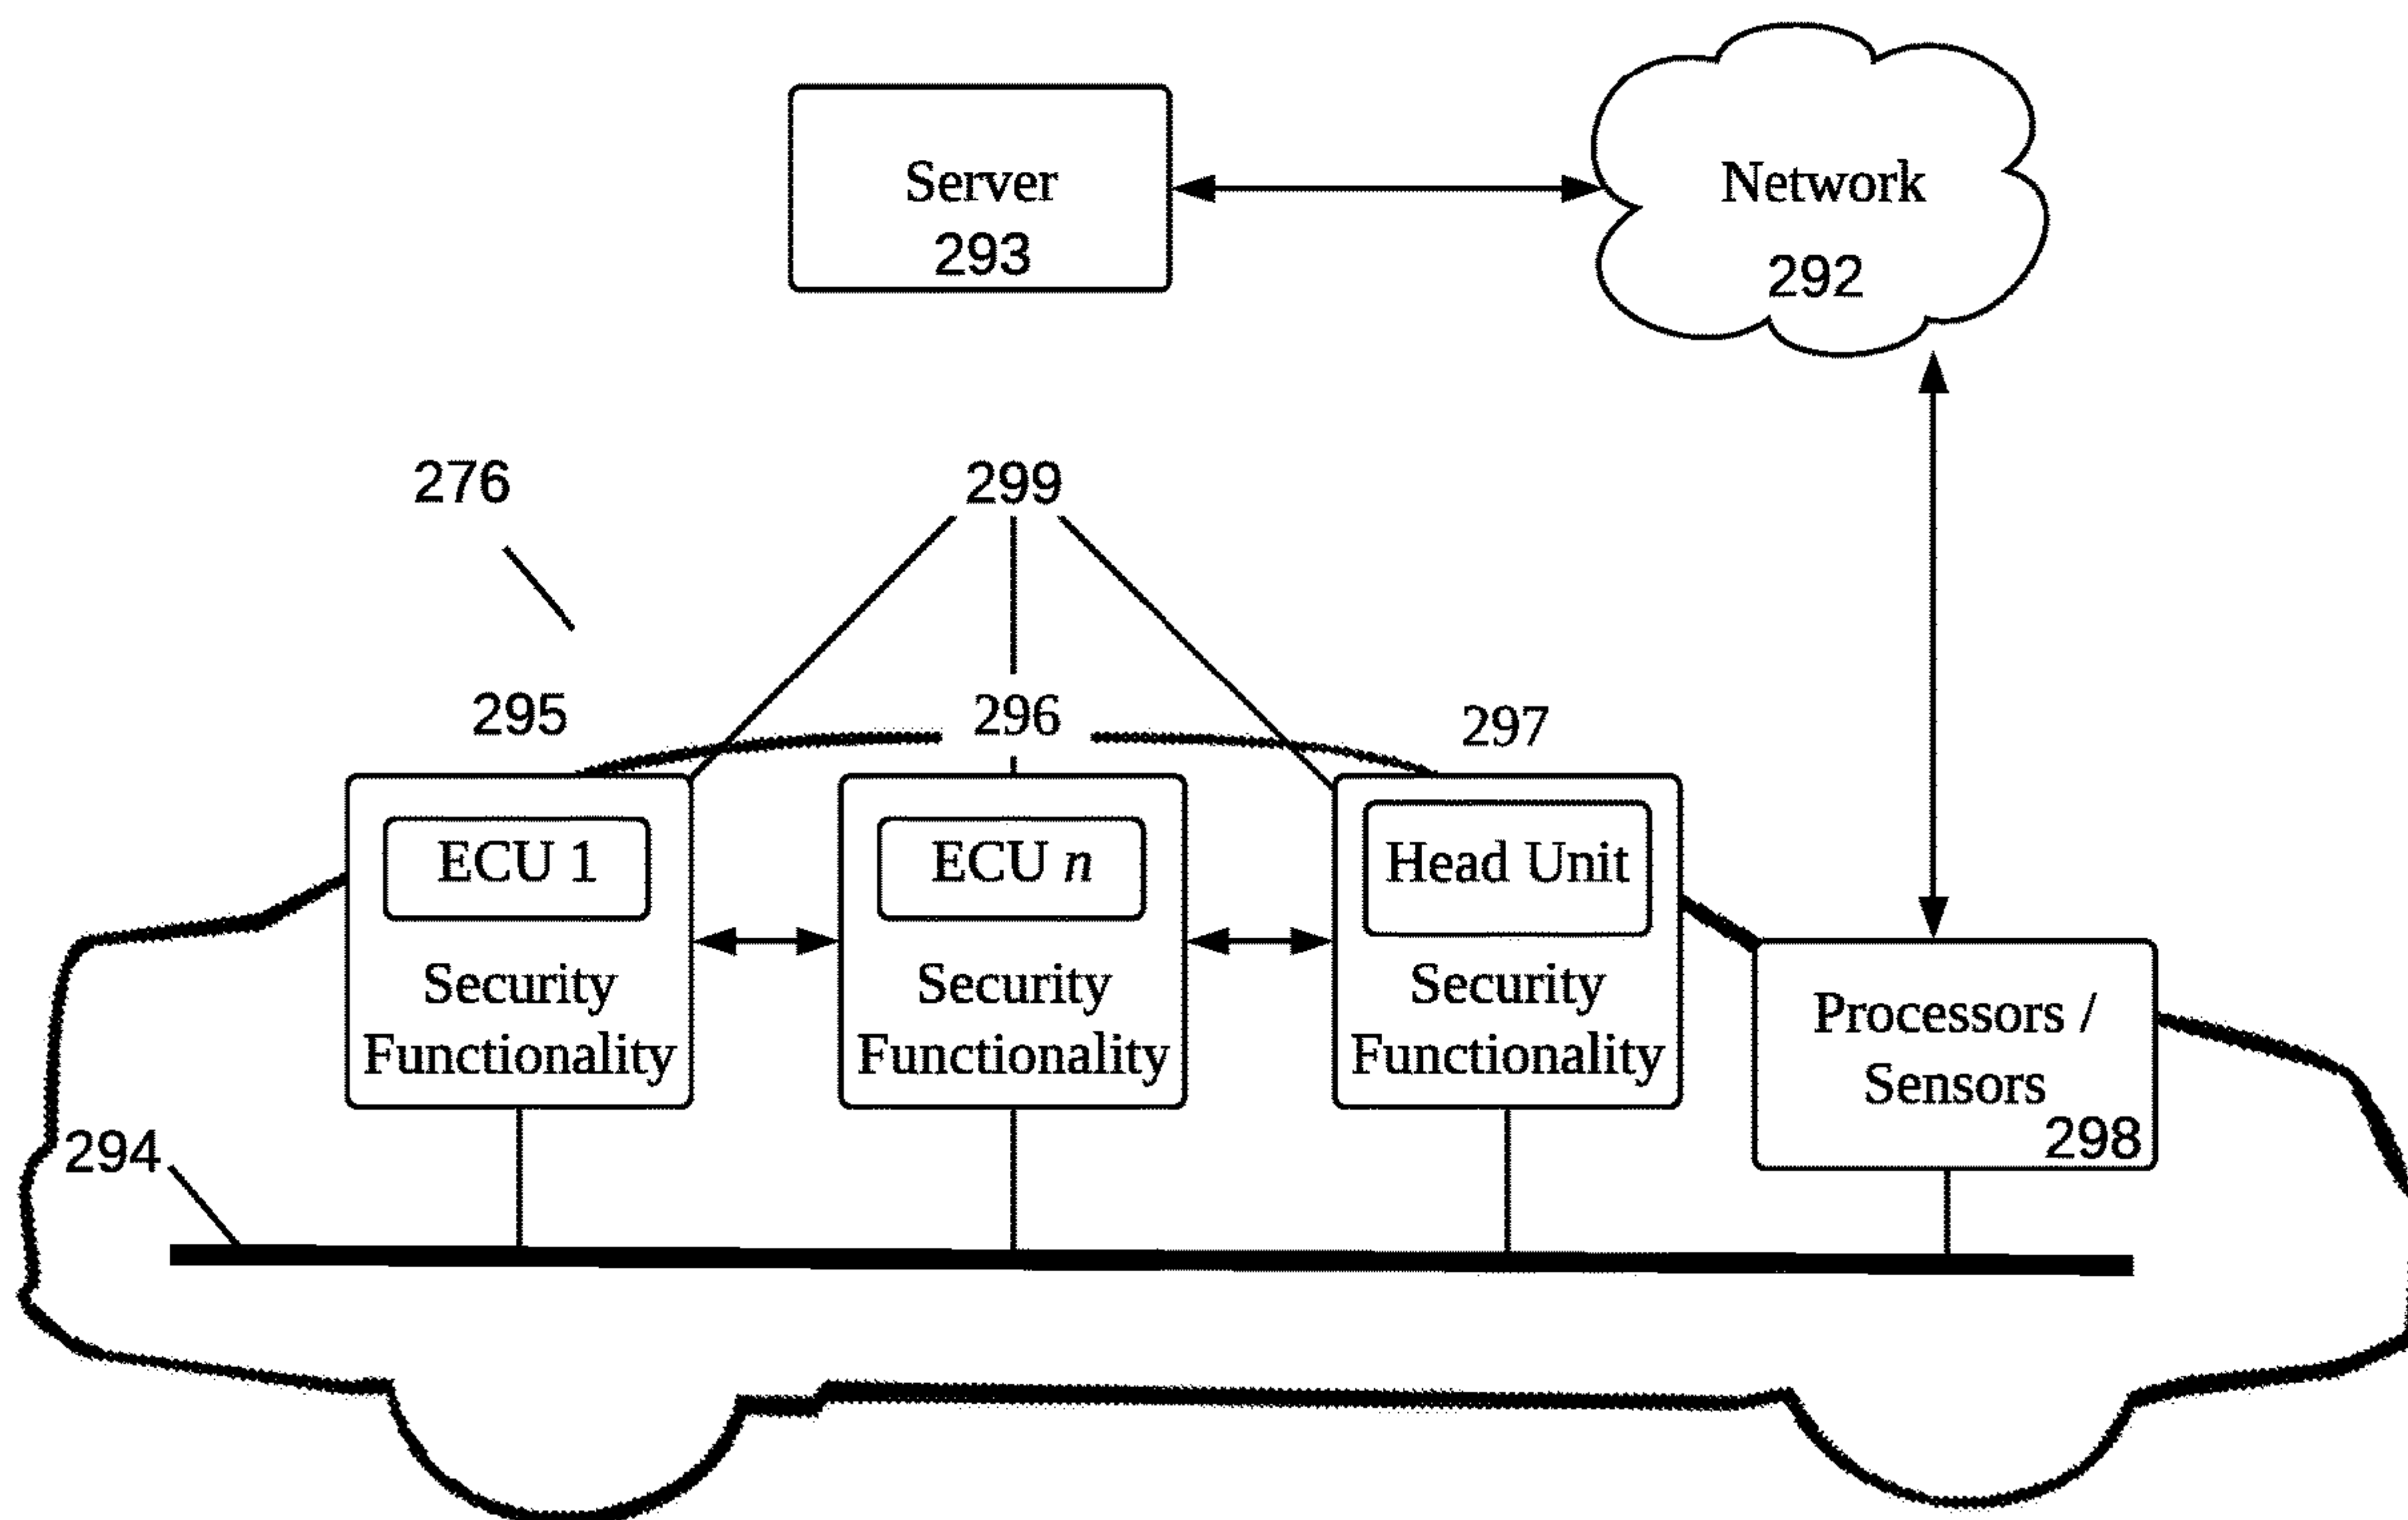 Server
293
Network
292
276
299
295
296
297
ECU 1
Security
Functionality
ECU n
Security
Functionality
Head Unit
Security
Functionality
Processors /
Sensors
298
294